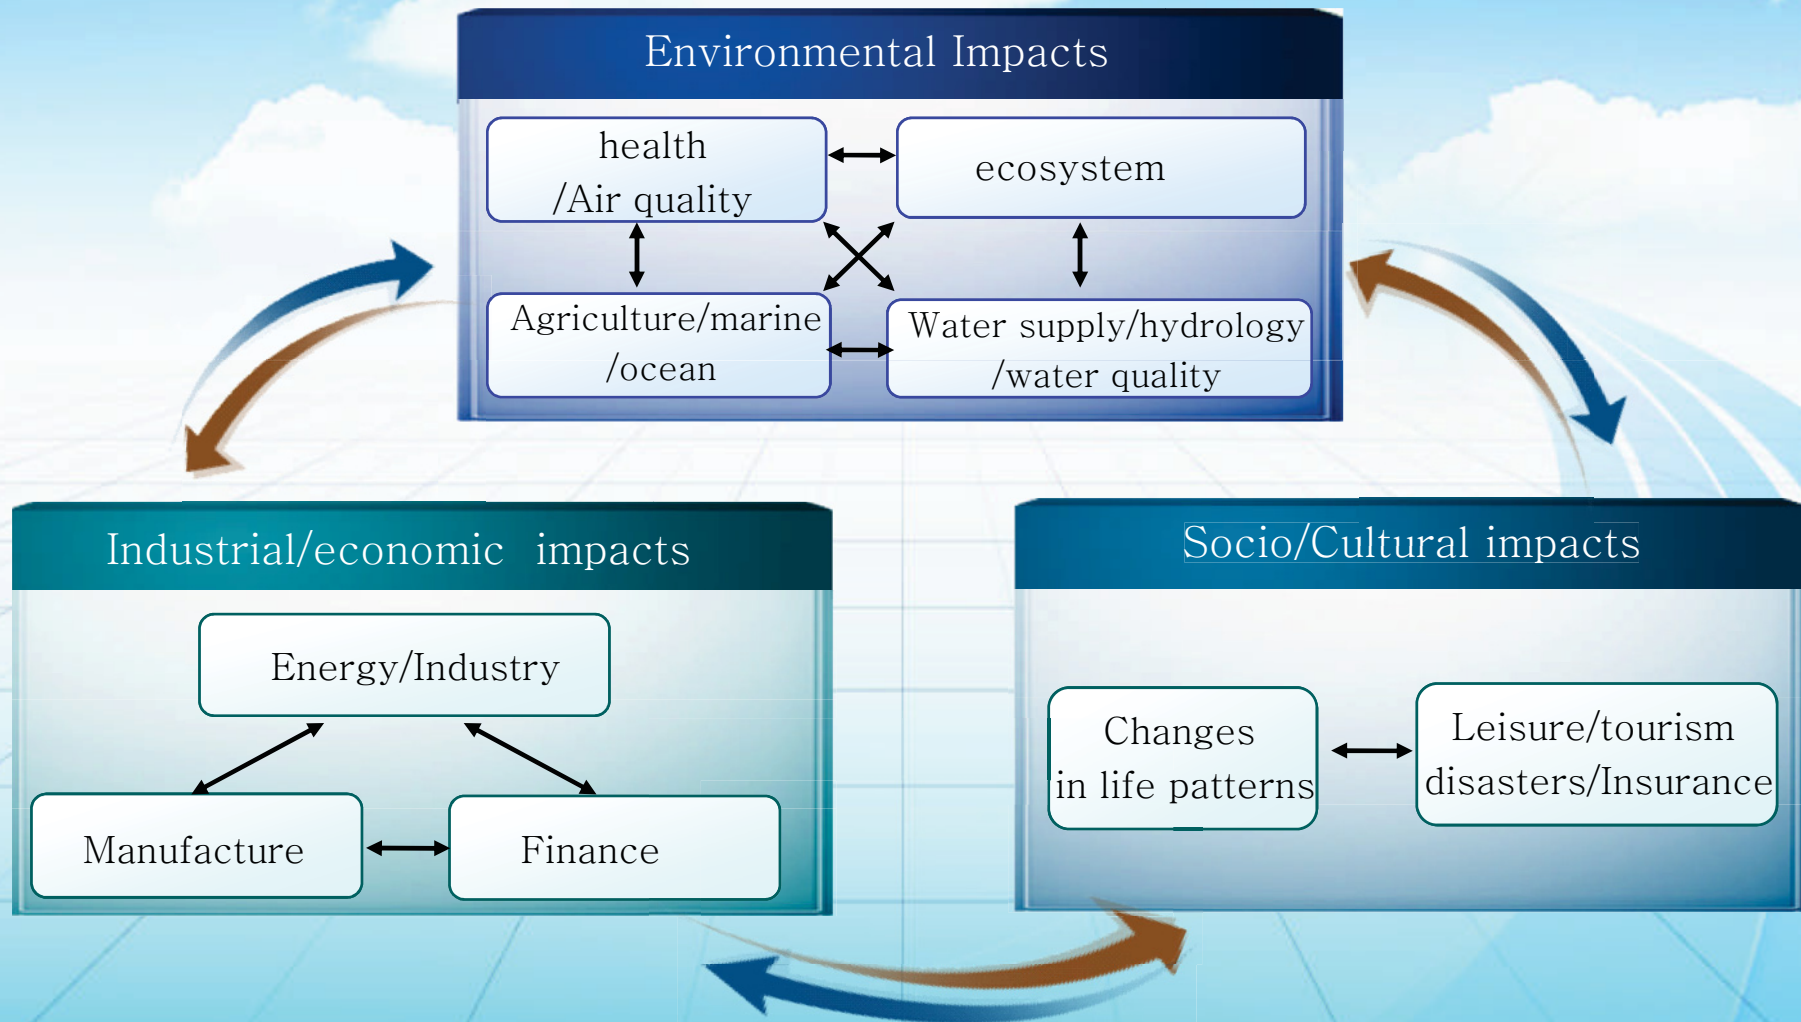 Environmental Impacts
health
/Air quality
ecosystem
Agriculture/marine
/ocean
Water supply/hydrology
/water quality
Industrial/economic impacts
Energy/Industry
Manufacture
Finance
Socio/Cultural impacts
Changes
in life patterns
Leisure/tourism
disasters/Insurance